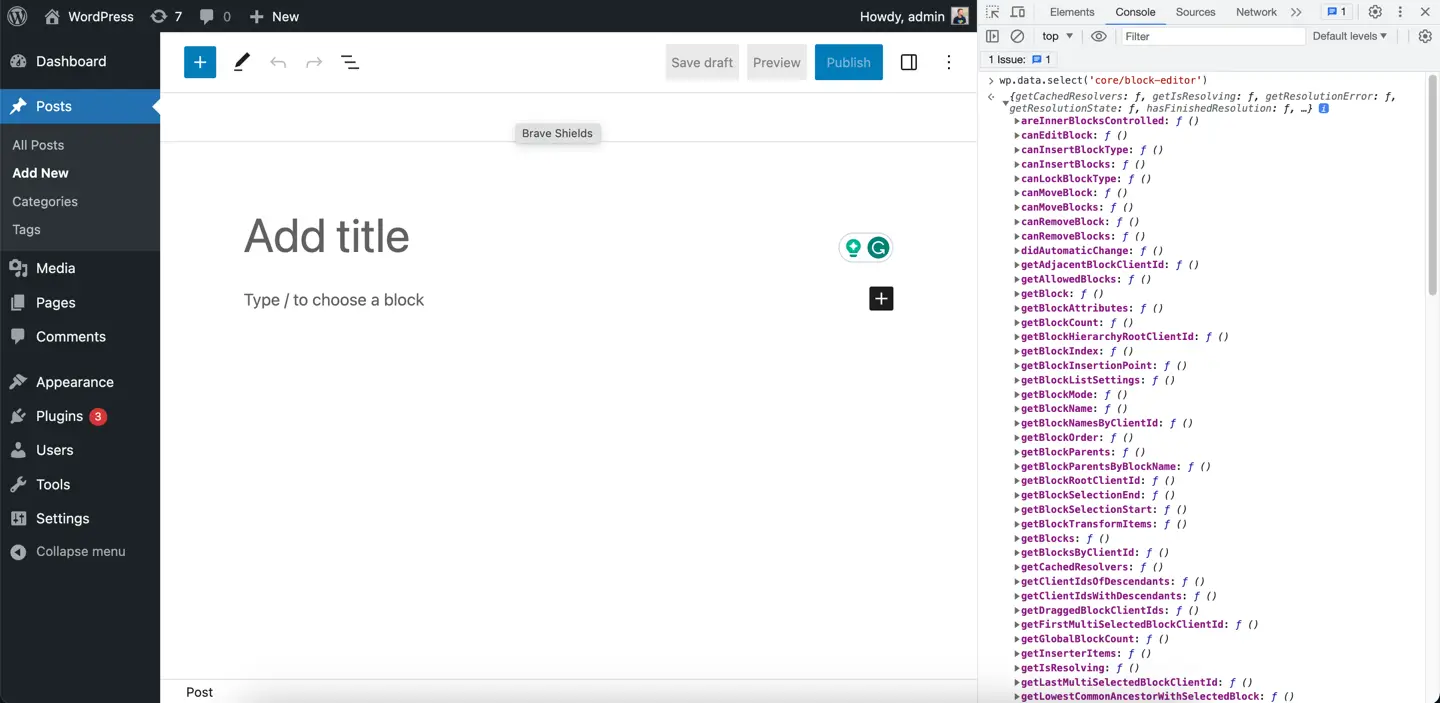 WordPress 7 0 New Howdy, admin
Dashboard
Posts
All Posts
Add New
Categories
Tags
Media
Pages
Comments
Appearance
Plugins 3
Users
Tools
Settings
Collapse menu
Save draft Preview Publish
Brave Shields
Add title
Type / to choose a block
Post
Elements Console Sources Network 1
top Filter Default levels
1 Issue: 1
wp.data.select('core/block-editor')
{getCachedResolvers: ƒ, getIsResolving: ƒ, getResolutionError: ƒ,
getResolutionState: ƒ, hasFinishedResolution: ƒ, …}
areInnerBlocksControlled: ƒ ()
canEditBlock: ƒ ()
canInsertBlockType: ƒ ()
canInsertBlocks: ƒ ()
canLockBlockType: ƒ ()
canMoveBlock: ƒ ()
canMoveBlocks: ƒ ()
canRemoveBlock: ƒ ()
canRemoveBlocks: ƒ ()
didAutomaticChange: ƒ ()
getAdjacentBlockClientId: ƒ ()
getAllowedBlocks: ƒ ()
getBlock: ƒ ()
getBlockAttributes: ƒ ()
getBlockCount: ƒ ()
getBlockHierarchyRootClientId: ƒ ()
getBlockIndex: ƒ ()
getBlockInsertionPoint: ƒ ()
getBlockListSettings: ƒ ()
getBlockMode: ƒ ()
getBlockName: ƒ ()
getBlockNamesByClientId: ƒ ()
getBlockOrder: ƒ ()
getBlockParents: ƒ ()
getBlockParentsByBlockName: ƒ ()
getBlockRootClientId: ƒ ()
getBlockSelectionEnd: ƒ ()
getBlockSelectionStart: ƒ ()
getBlockTransformItems: ƒ ()
getBlocks: ƒ ()
getBlocksByClientId: ƒ ()
getCachedResolvers: ƒ ()
getClientIdsOfDescendants: ƒ ()
getClientIdsWithDescendants: ƒ ()
getDraggedBlockClientIds: ƒ ()
getFirstMultiSelectedBlockClientId: ƒ ()
getGlobalBlockCount: ƒ ()
getInserterItems: ƒ ()
getIsResolving: ƒ ()
getLastMultiSelectedBlockClientId: ƒ ()
getLowestCommonAncestorWithSelectedBlock: ƒ ()